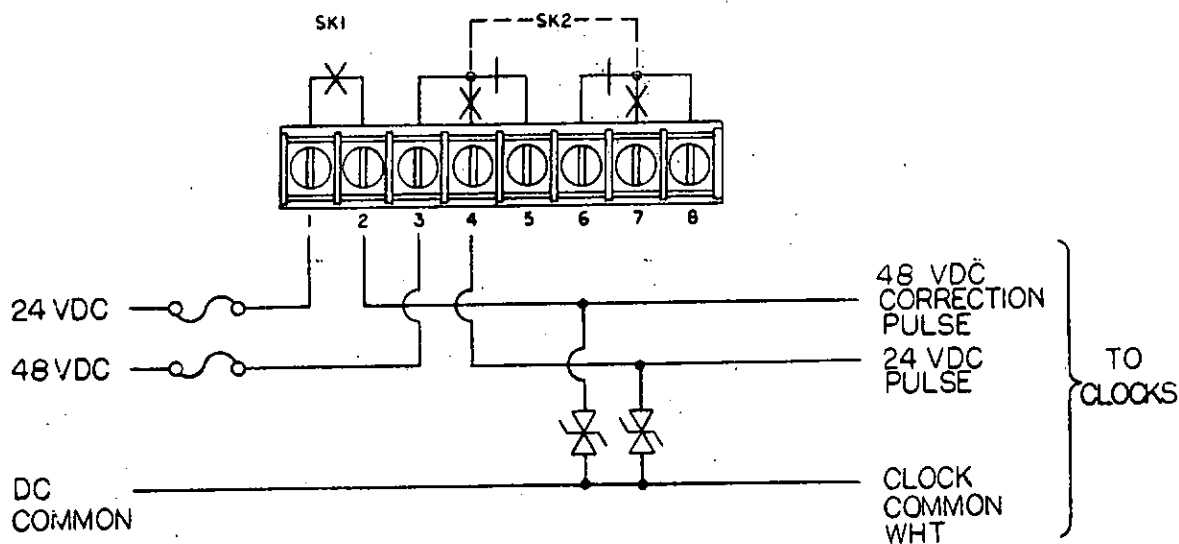 SK1
SK2
1 2 3 4 5 6 7 8
24 VDC
48 VDC
CORRECTION
PULSE
48 VDC
24 VDC
PULSE
TO
CLOCKS
DC
COMMON
CLOCK
COMMON
WHT